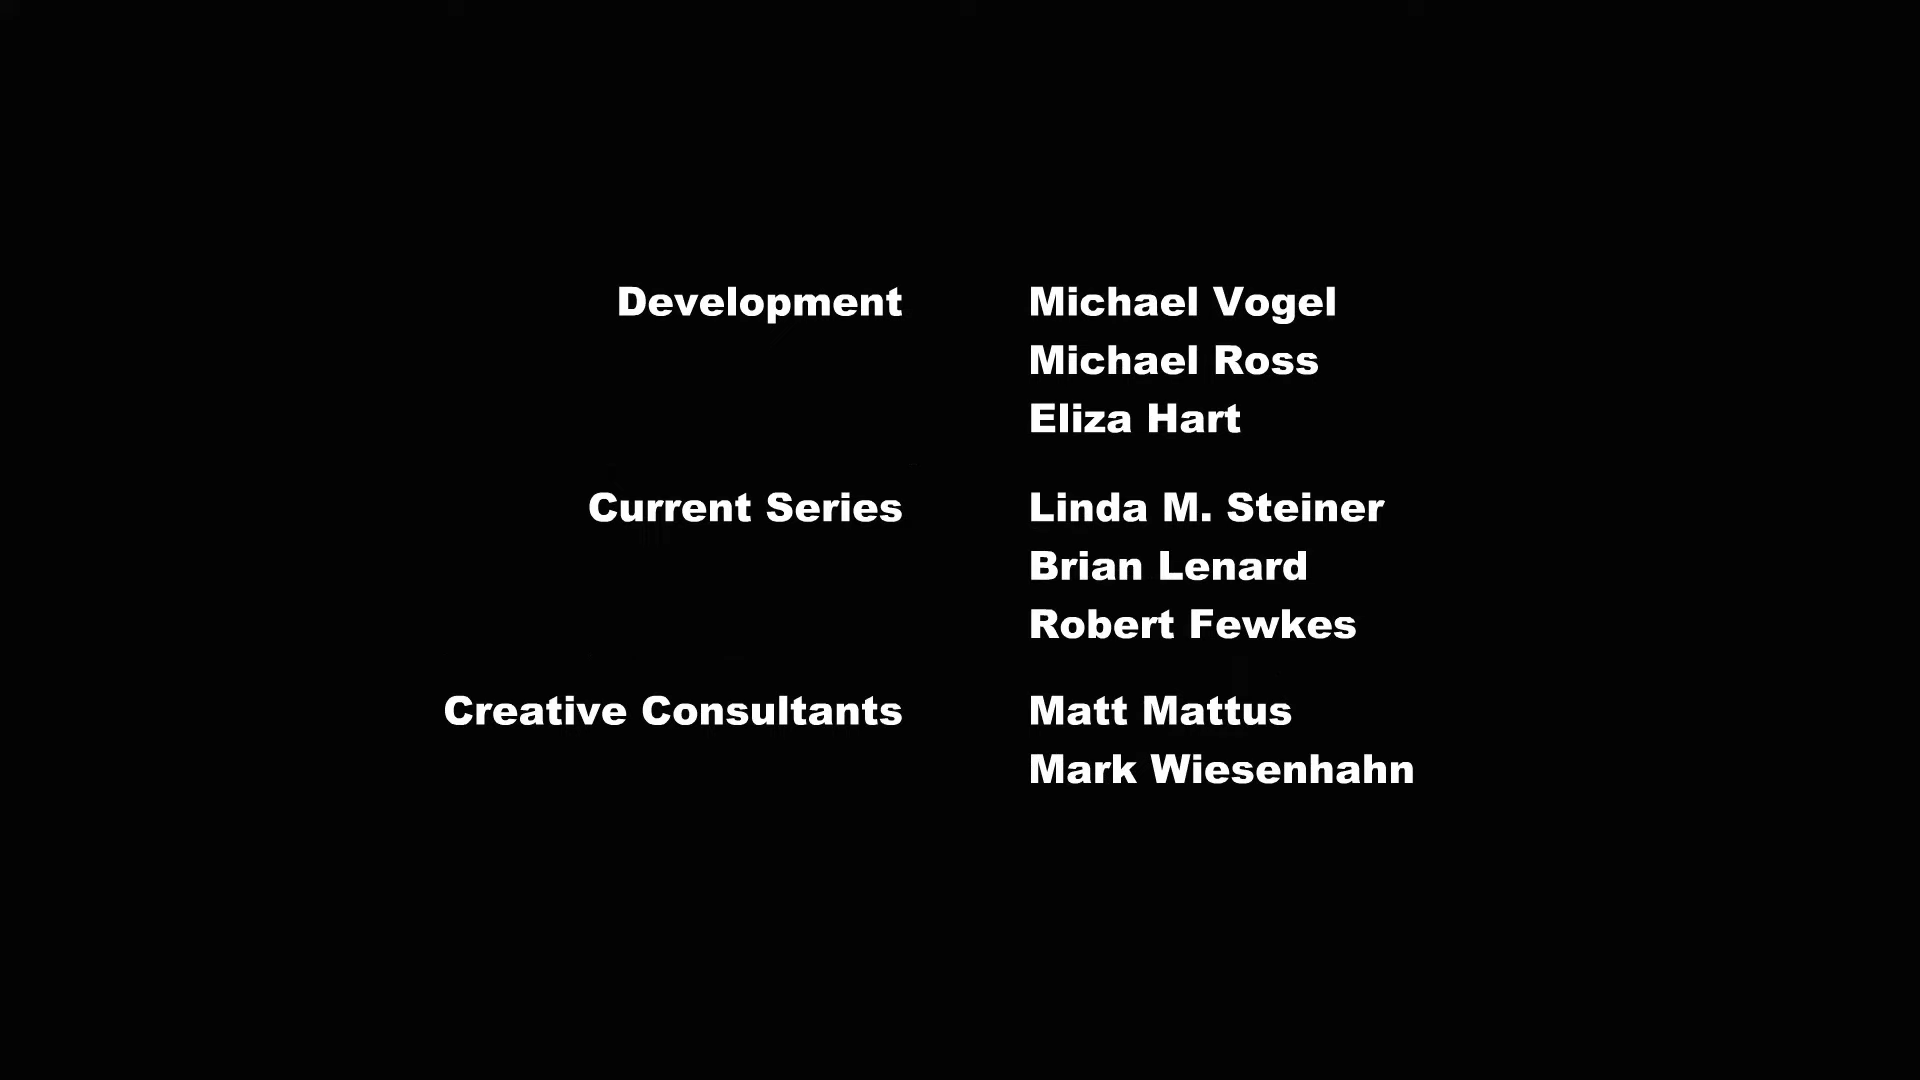 Development Michael Vogel
Michael Ross
Eliza Hart
Current Series Linda M. Steiner
Brian Lenard
Robert Fewkes
Creative Consultants Matt Mattus
Mark Wiesenhahn